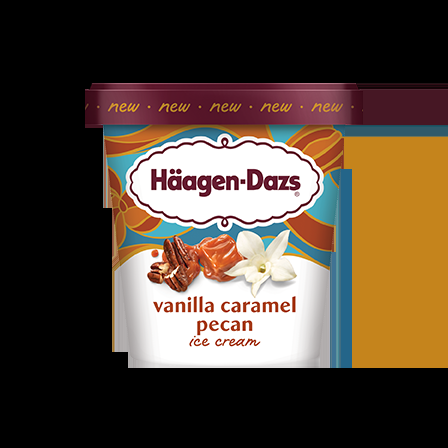 new · new · new · new · new
Häagen-Dazs®
vanilla caramel
pecan
ice cream